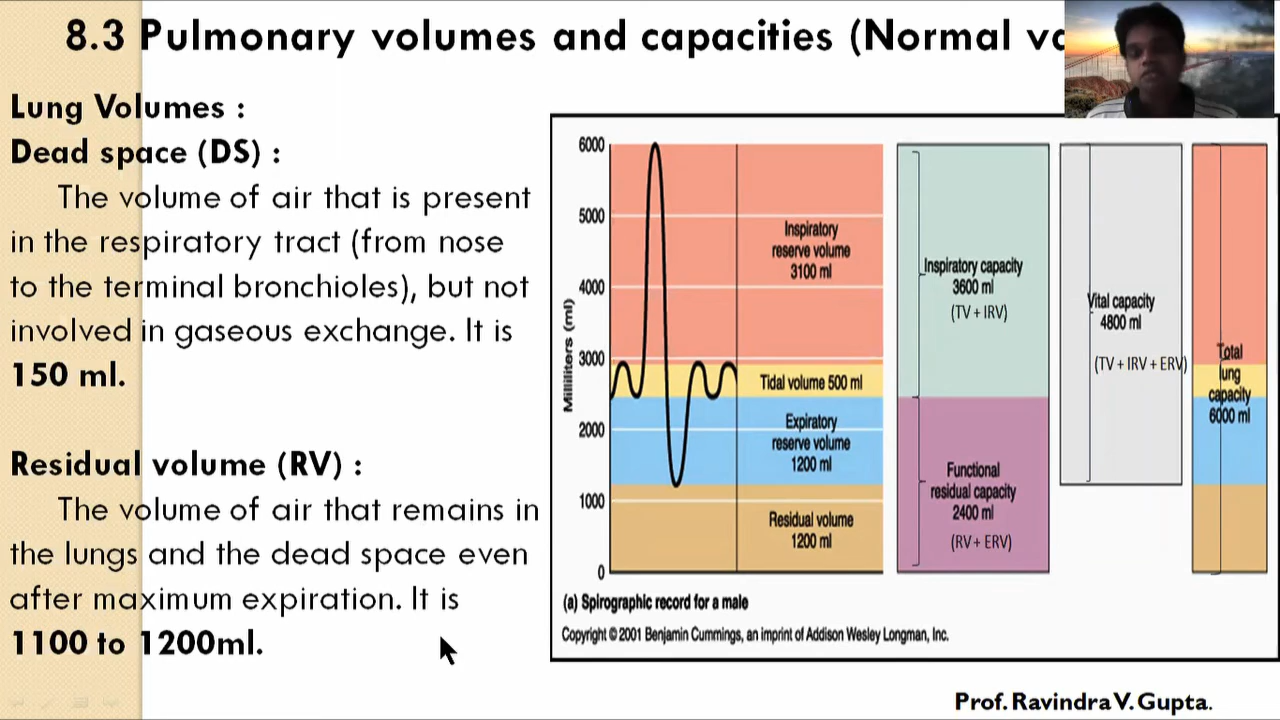 8.3 Pulmonary volumes and capacities (Normal
Lung Volumes :
Dead space (DS) :
The volume of air that is present
in the respiratory tract (from nose
to the terminal bronchioles), but not
involved in gaseous exchange. It is
150 ml.
Residual volume (RV) :
The volume of air that remains in
the lungs and the dead space even
after maximum expiration. It is
1100 to 1200ml.
Milliliters (ml)
6000
5000
4000
3000
2000
1000
0
Inspiratory
reserve volume
3100 ml
Tidal volume 500 ml
Expiratory
reserve volume
1200 ml
Residual volume
1200 ml
Inspiratory capacity
3600 ml
(TV + IRV)
Functional
residual capacity
2400 ml
(RV + ERV)
Vital capacity
4800 ml
(TV + IRV + ERV)
Total
lung
capacity
6000 ml
(a) Spirographic record for a male
Copyright © 2001 Benjamin Cummings, an imprint of Addison Wesley Longman, Inc.
Prof. Ravindra V. Gupta.